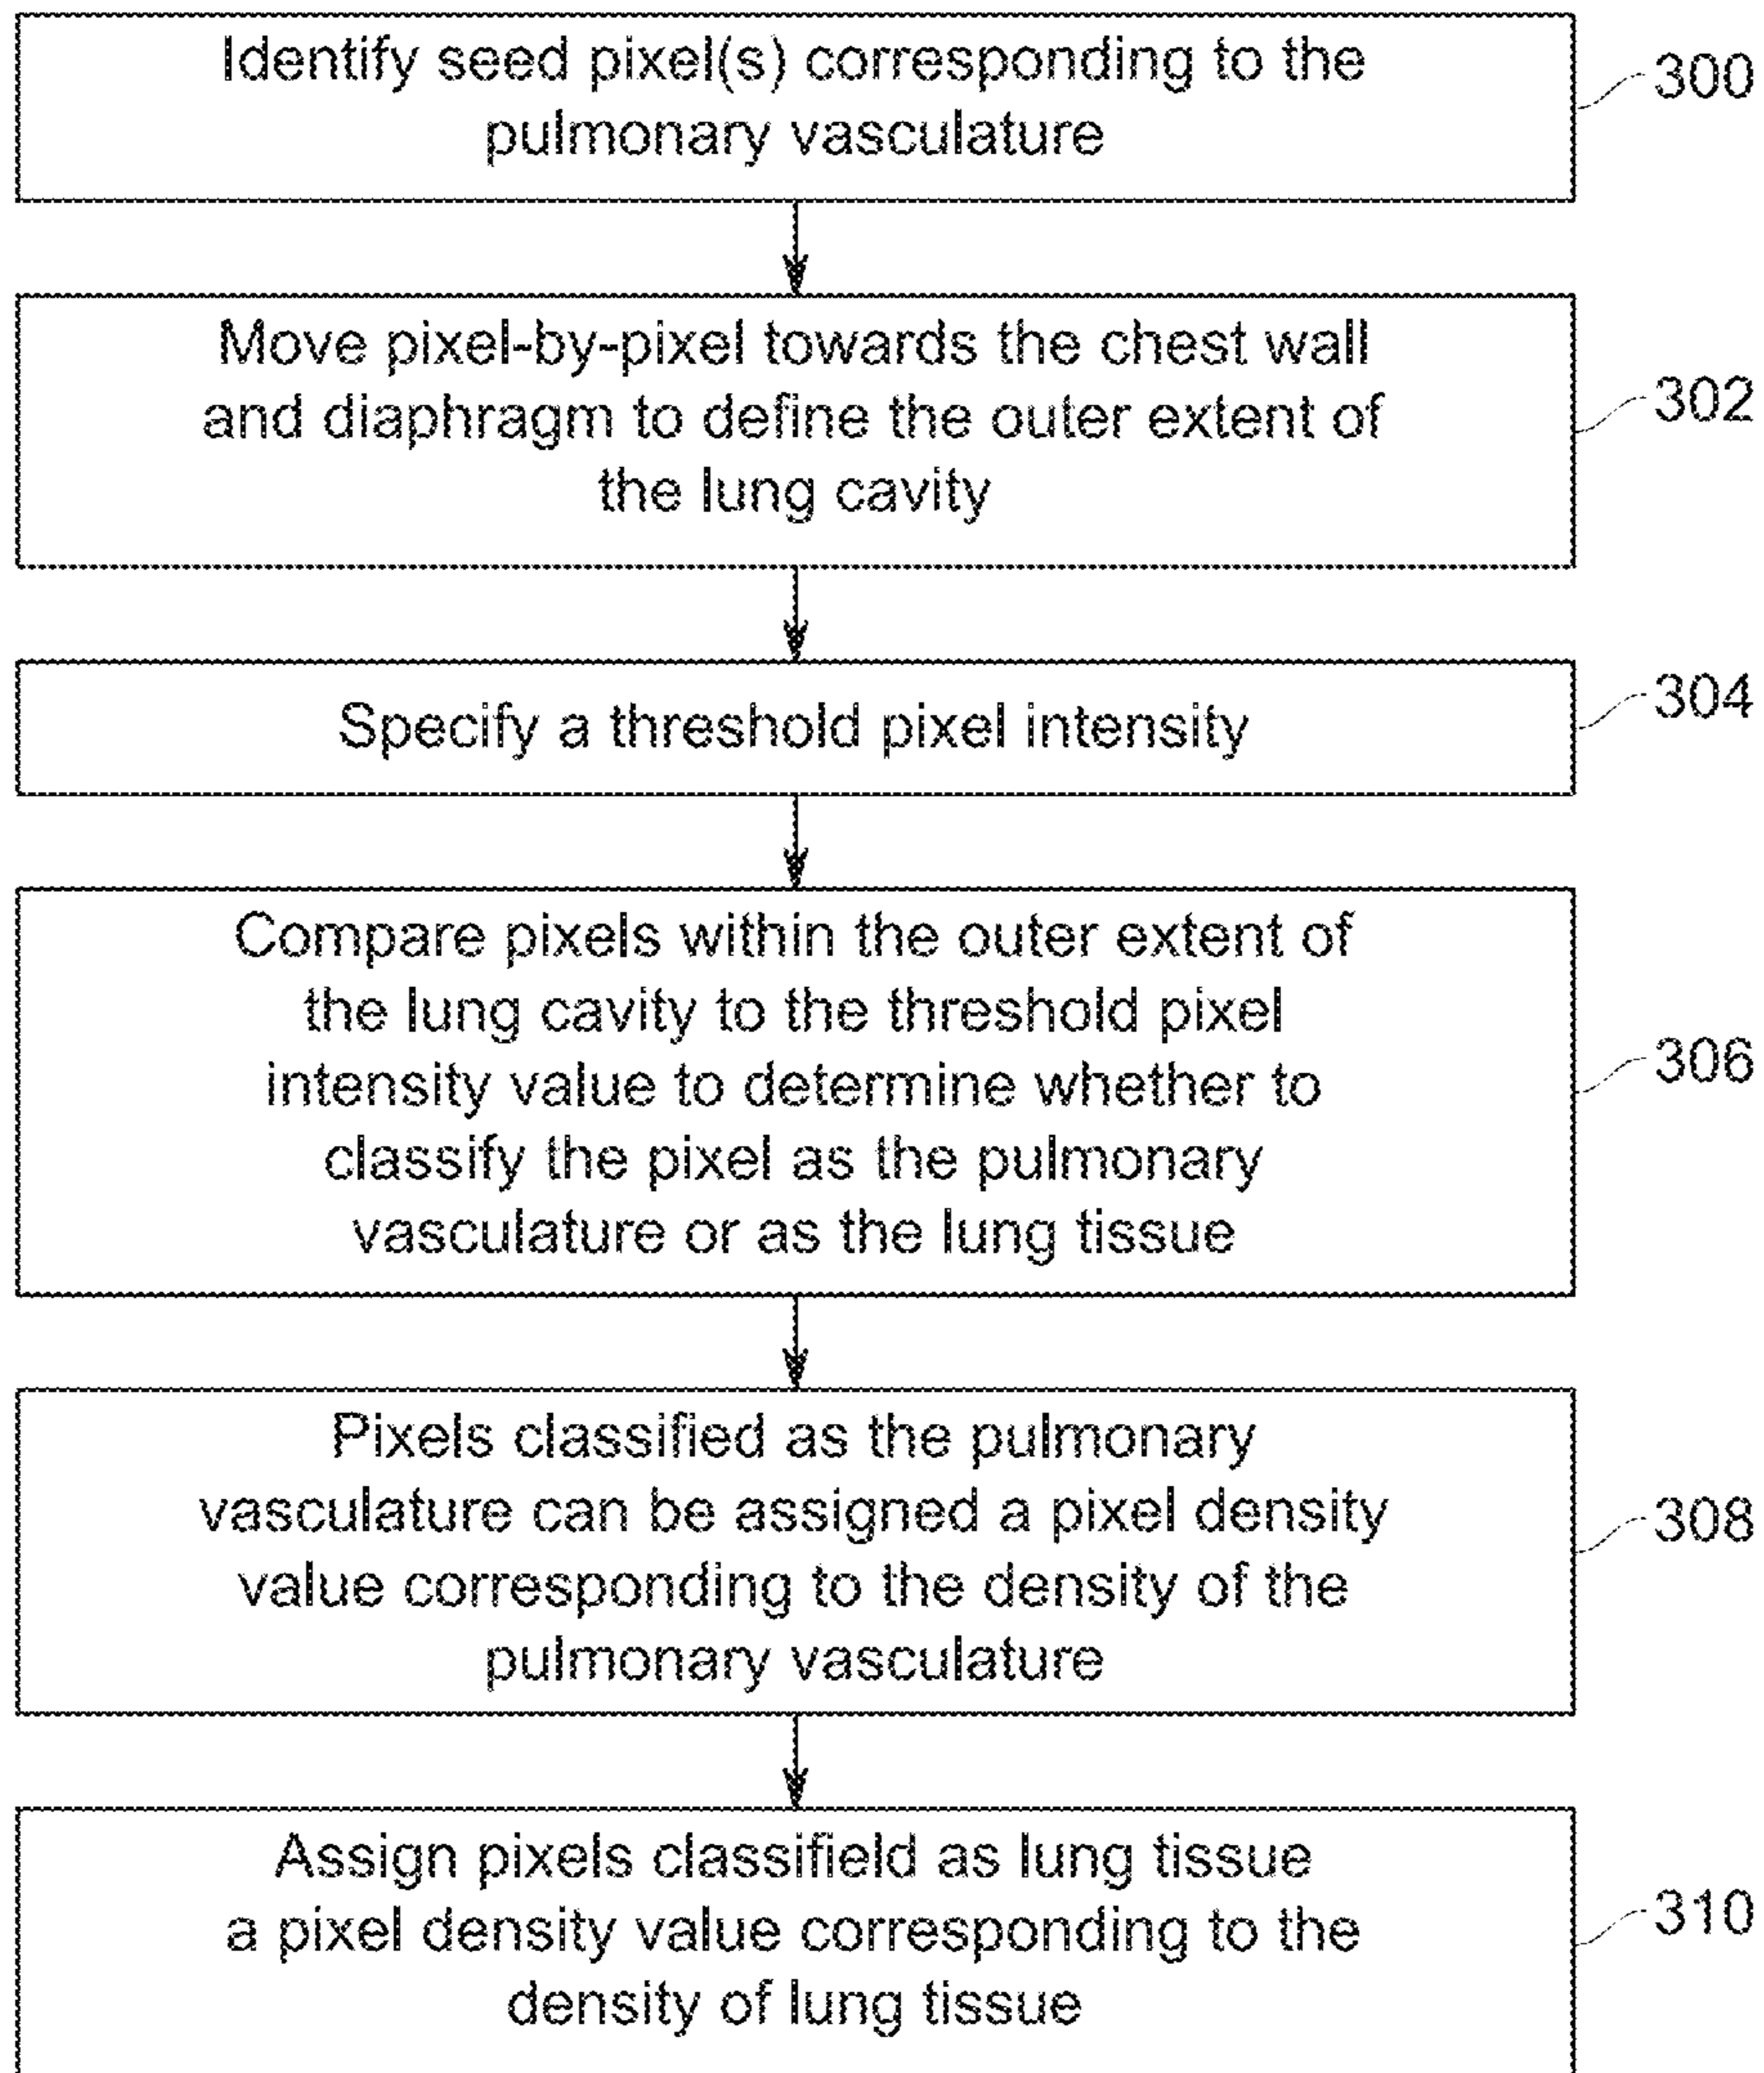 Identify seed pixel(s) corresponding to the
pulmonary vasculature
300
Move pixel-by-pixel towards the chest wall
and diaphragm to define the outer extent of
the lung cavity
302
Specify a threshold pixel intensity
304
Compare pixels within the outer extent of
the lung cavity to the threshold pixel
intensity value to determine whether to
classify the pixel as the pulmonary
vasculature or as the lung tissue
306
Pixels classified as the pulmonary
vasculature can be assigned a pixel density
value corresponding to the density of the
pulmonary vasculature
308
Assign pixels classifield as lung tissue
a pixel density value corresponding to the
density of lung tissue
310